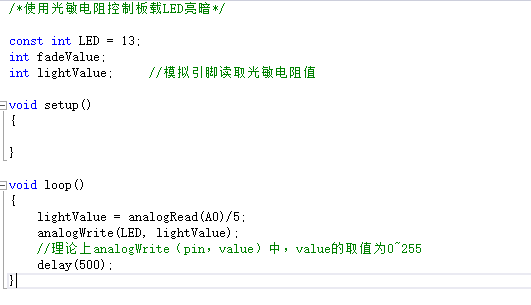 /*使用光敏电阻控制板载LED亮暗*/
const int LED = 13;
int fadeValue;
int lightValue;     //模拟引脚读取光敏电阻值
void setup()
{
}
void loop()
{
lightValue = analogRead(A0)/5;
analogWrite(LED, lightValue);
//理论上analogWrite（pin，value）中，value的取值为0~255
delay(500);
}